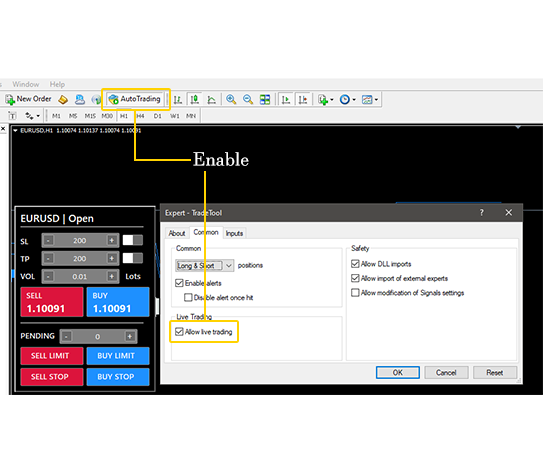 s Window Help
New Order AutoTrading
M1 M5 M15 M30 H1 H4 D1 W1 MN
EURUSD,H1 1.10074 1.10137 1.10074 1.10091
Enable
EURUSD | Open
SL - 200 +
TP - 200 +
VOL - 0.01 + Lots
SELL BUY
1.10091 1.10091
PENDING - 0 +
SELL LIMIT BUY LIMIT
SELL STOP BUY STOP
Expert - TradeTool ?
About Common Inputs
Common
Long & Short positions
Enable alerts
Disable alert once hit
Live Trading
Allow live trading
Safety
Allow DLL imports
Allow import of external experts
Allow modification of Signals settings
OK Cancel Reset